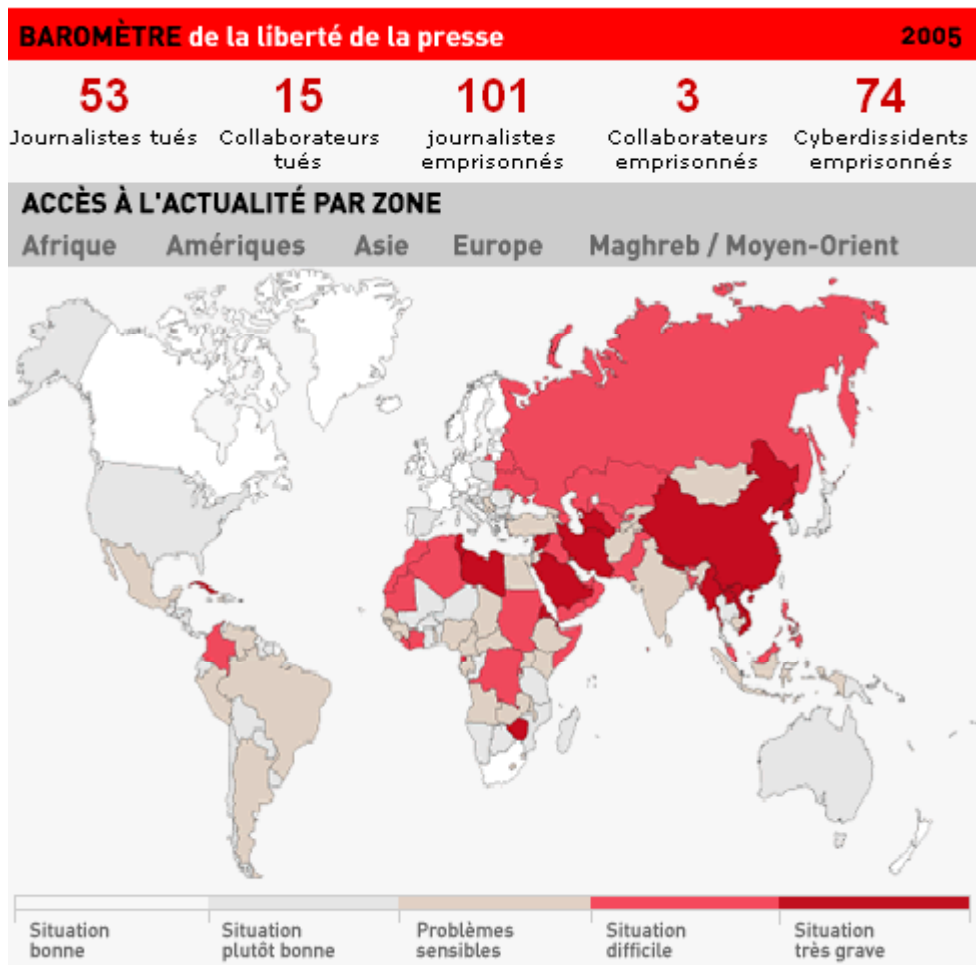 BAROMÈTRE de la liberté de la presse 2005
53 15 101 3 74
Journalistes tués Collaborateurs tués journalistes emprisonnés Collaborateurs emprisonnés Cyberdissidents emprisonnés
ACCÈS À L'ACTUALITÉ PAR ZONE
Afrique Amériques Asie Europe Maghreb / Moyen-Orient
Situation bonne
Situation plutôt bonne
Problèmes sensibles
Situation difficile
Situation très grave